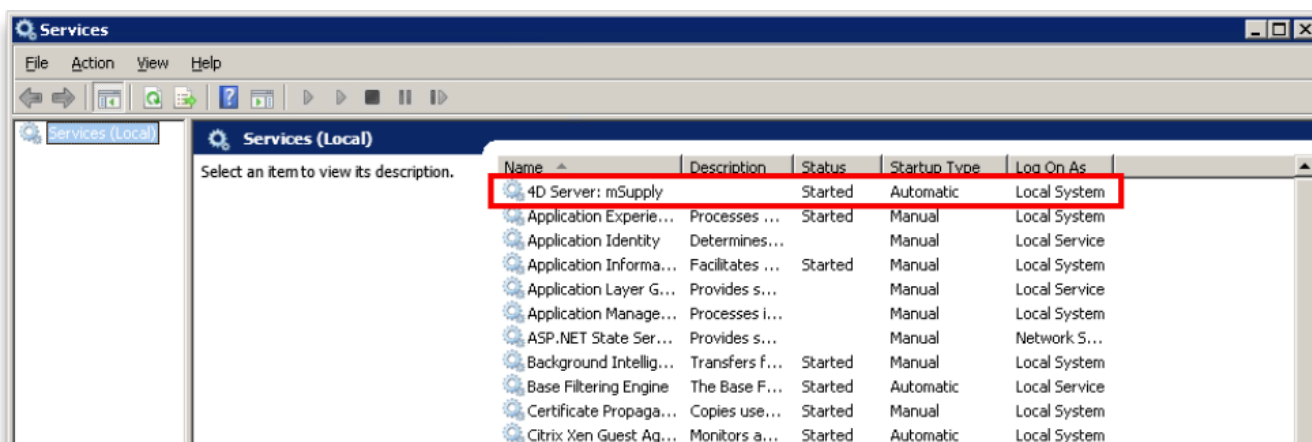 Services
File Action View Help
Services (Local)
Services (Local)
Select an item to view its description.
Name Description Status Startup Type Log On As
4D Server: mSupply Started Automatic Local System
Application Experie... Processes ... Started Manual Local System
Application Identity Determines... Manual Local Service
Application Informa... Facilitates ... Started Manual Local System
Application Layer G... Provides s... Manual Local Service
Application Manage... Processes i... Manual Local System
ASP.NET State Ser... Provides s... Manual Network S...
Background Intellig... Transfers f... Started Manual Local System
Base Filtering Engine The Base F... Started Automatic Local Service
Certificate Propaga... Copies use... Started Manual Local System
Citrix Xen Guest Ag... Monitors a... Started Automatic Local System